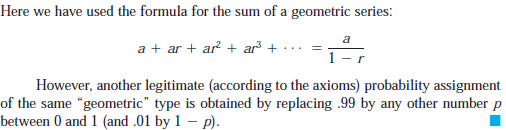 Here we have used the formula for the sum of a geometric series:
a + ar + ar² + ar³ + ··· = a / (1 − r)
However, another legitimate (according to the axioms) probability assignment
of the same “geometric” type is obtained by replacing .99 by any other number p
between 0 and 1 (and .01 by 1 − p).